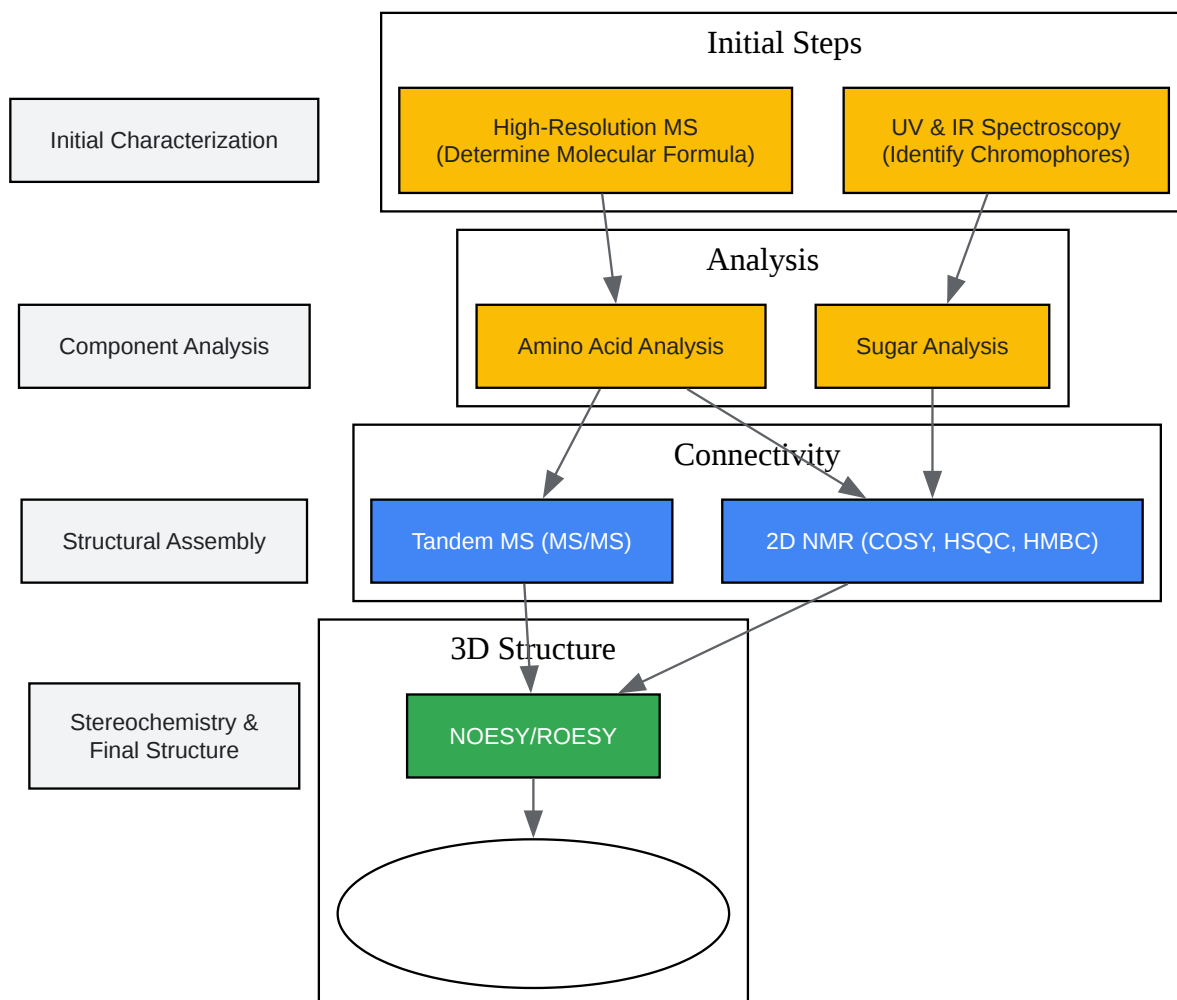 Initial Steps
Initial Characterization
High-Resolution MS
(Determine Molecular Formula)
UV & IR Spectroscopy
(Identify Chromophores)
Analysis
Component Analysis
Amino Acid Analysis
Sugar Analysis
Connectivity
Structural Assembly
Tandem MS (MS/MS)
2D NMR (COSY, HSQC, HMBC)
3D Structure
Stereochemistry &
Final Structure
NOESY/ROESY